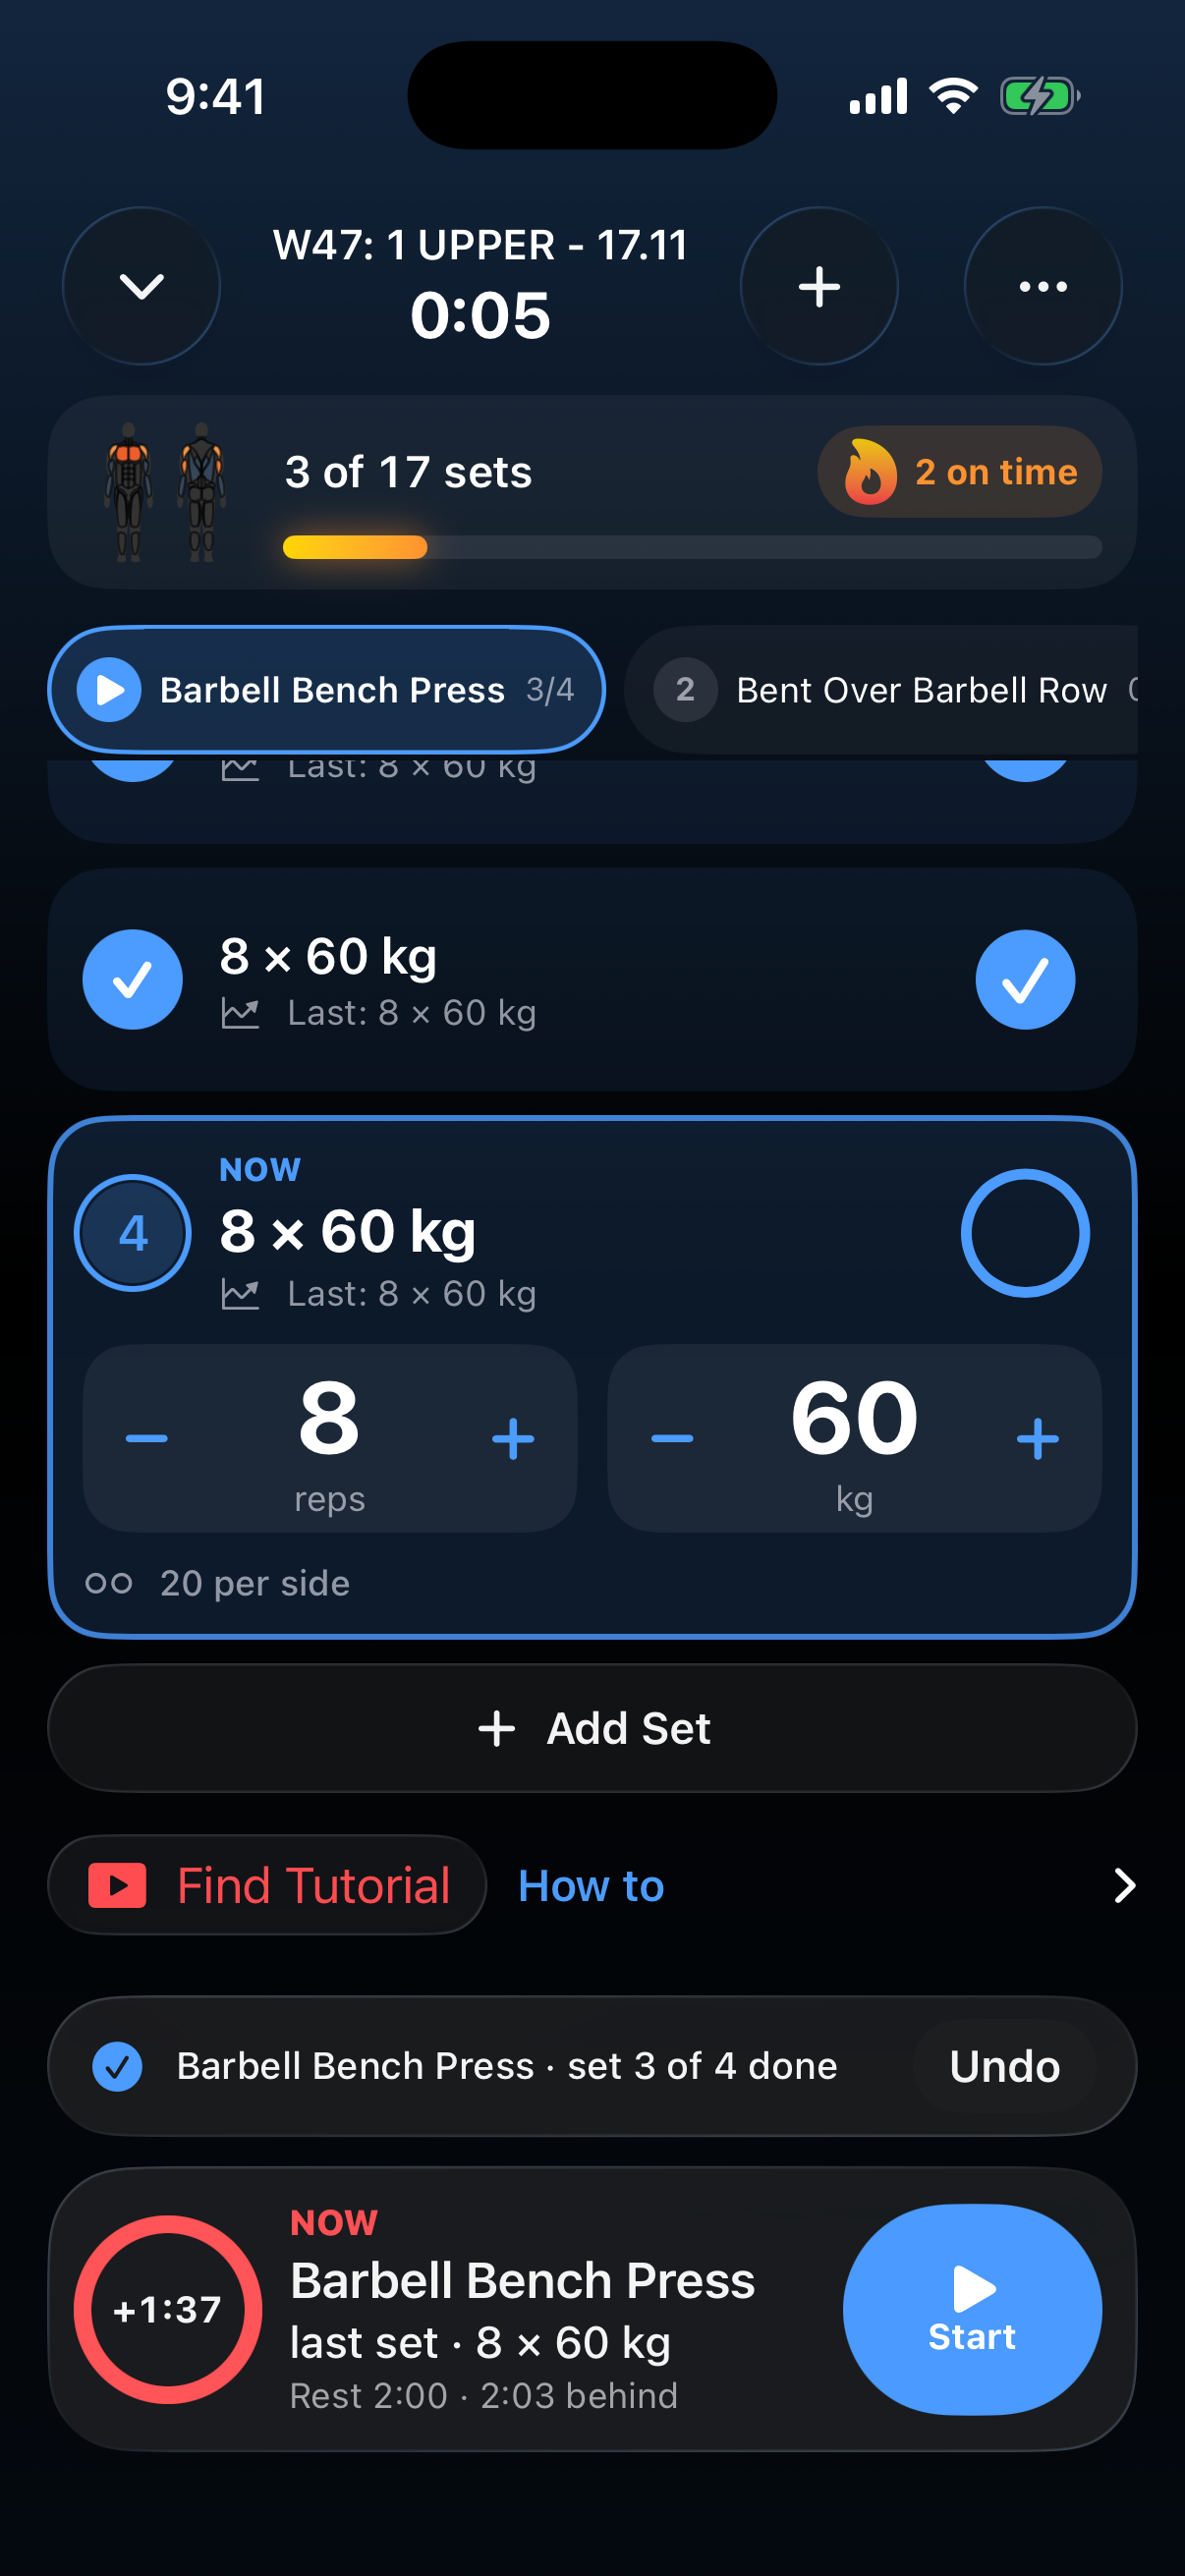 9:41
W47: 1 UPPER - 17.11
0:05
3 of 17 sets
2 on time
Barbell Bench Press 3/4
2 Bent Over Barbell Row
Last: 8 × 60 kg
8 × 60 kg
Last: 8 × 60 kg
NOW
4
8 × 60 kg
Last: 8 × 60 kg
8
reps
60
kg
20 per side
Add Set
Find Tutorial
How to
Barbell Bench Press · set 3 of 4 done
Undo
NOW
+1:37
Barbell Bench Press
last set · 8 × 60 kg
Rest 2:00 · 2:03 behind
Start